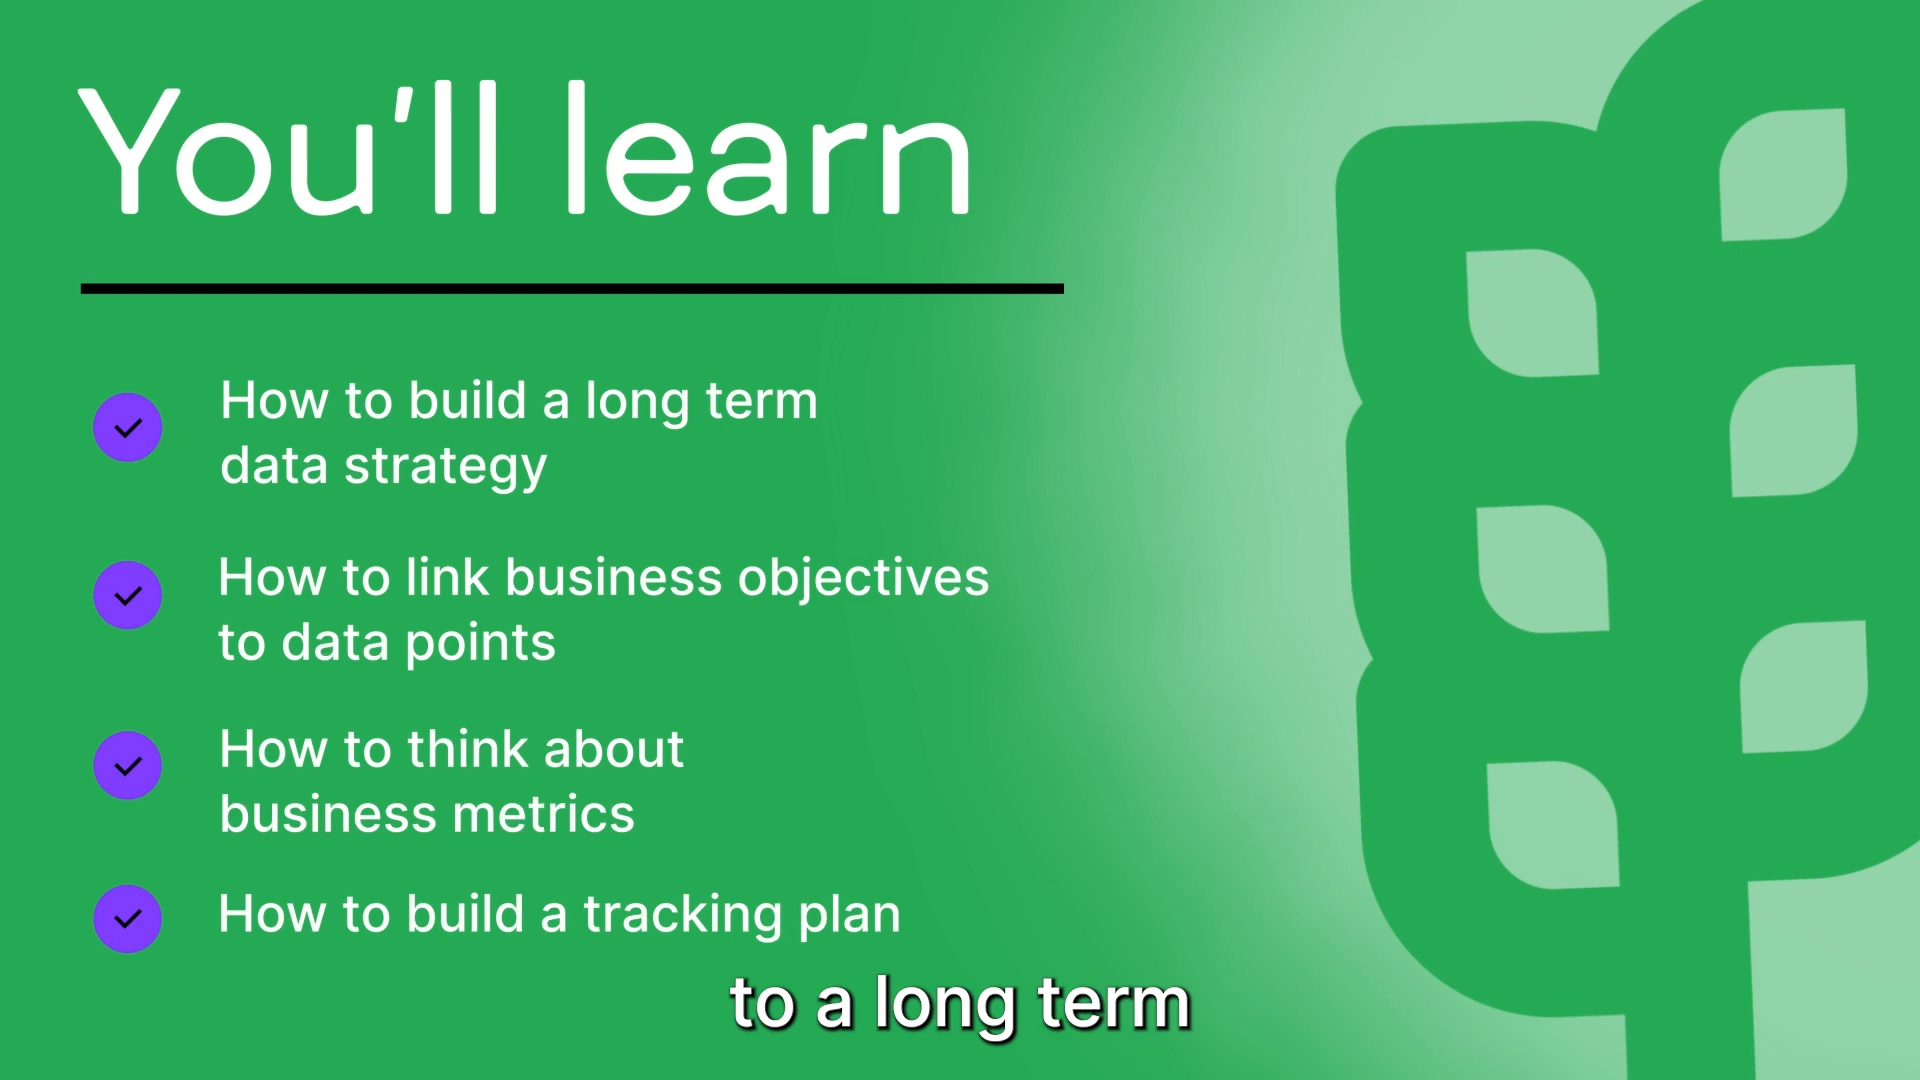 You'll learn
How to build a long term
data strategy
How to link business objectives
to data points
How to think about
business metrics
How to build a tracking plan
to a long term